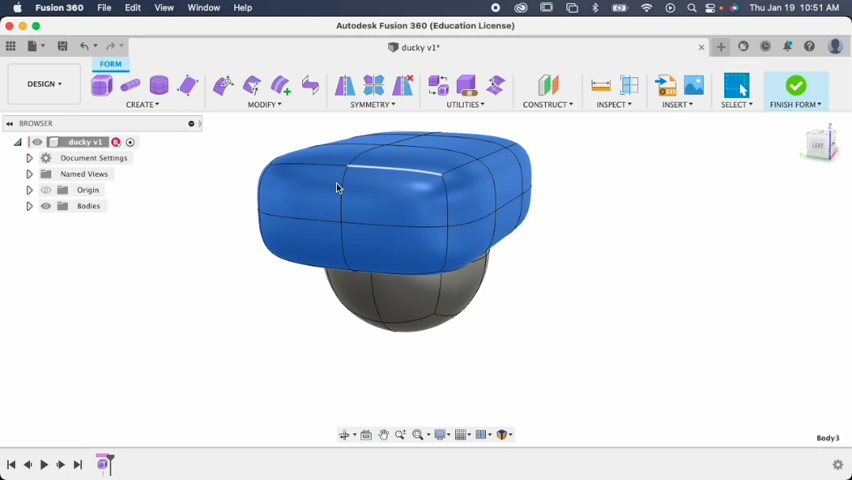 Fusion 360 File Edit View Window Help Thu Jan 19 10:51 AM
Autodesk Fusion 360 (Education License)
ducky v1*
FORM
DESIGN
CREATE MODIFY SYMMETRY UTILITIES CONSTRUCT INSPECT INSERT SELECT FINISH FORM
BROWSER
ducky v1
Document Settings
Named Views
Origin
Bodies
Body3